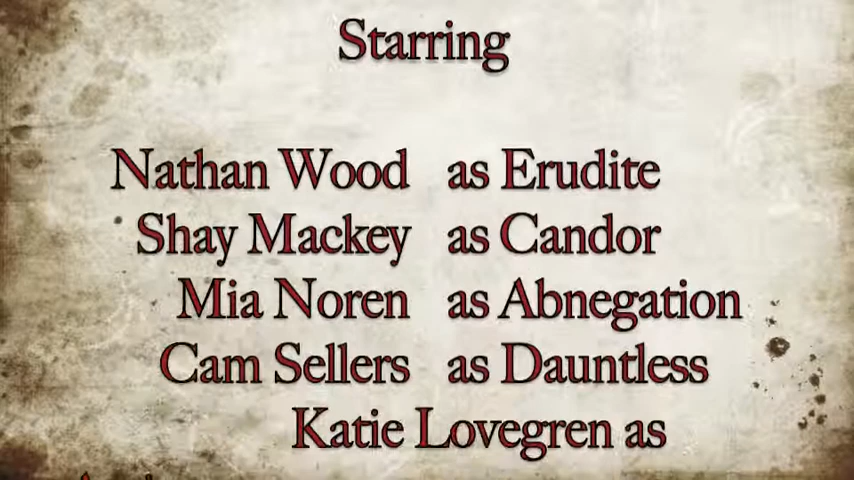 Starring
Nathan Wood as Erudite
Shay Mackey as Candor
Mia Noren as Abnegation
Cam Sellers as Dauntless
Katie Lovegren as